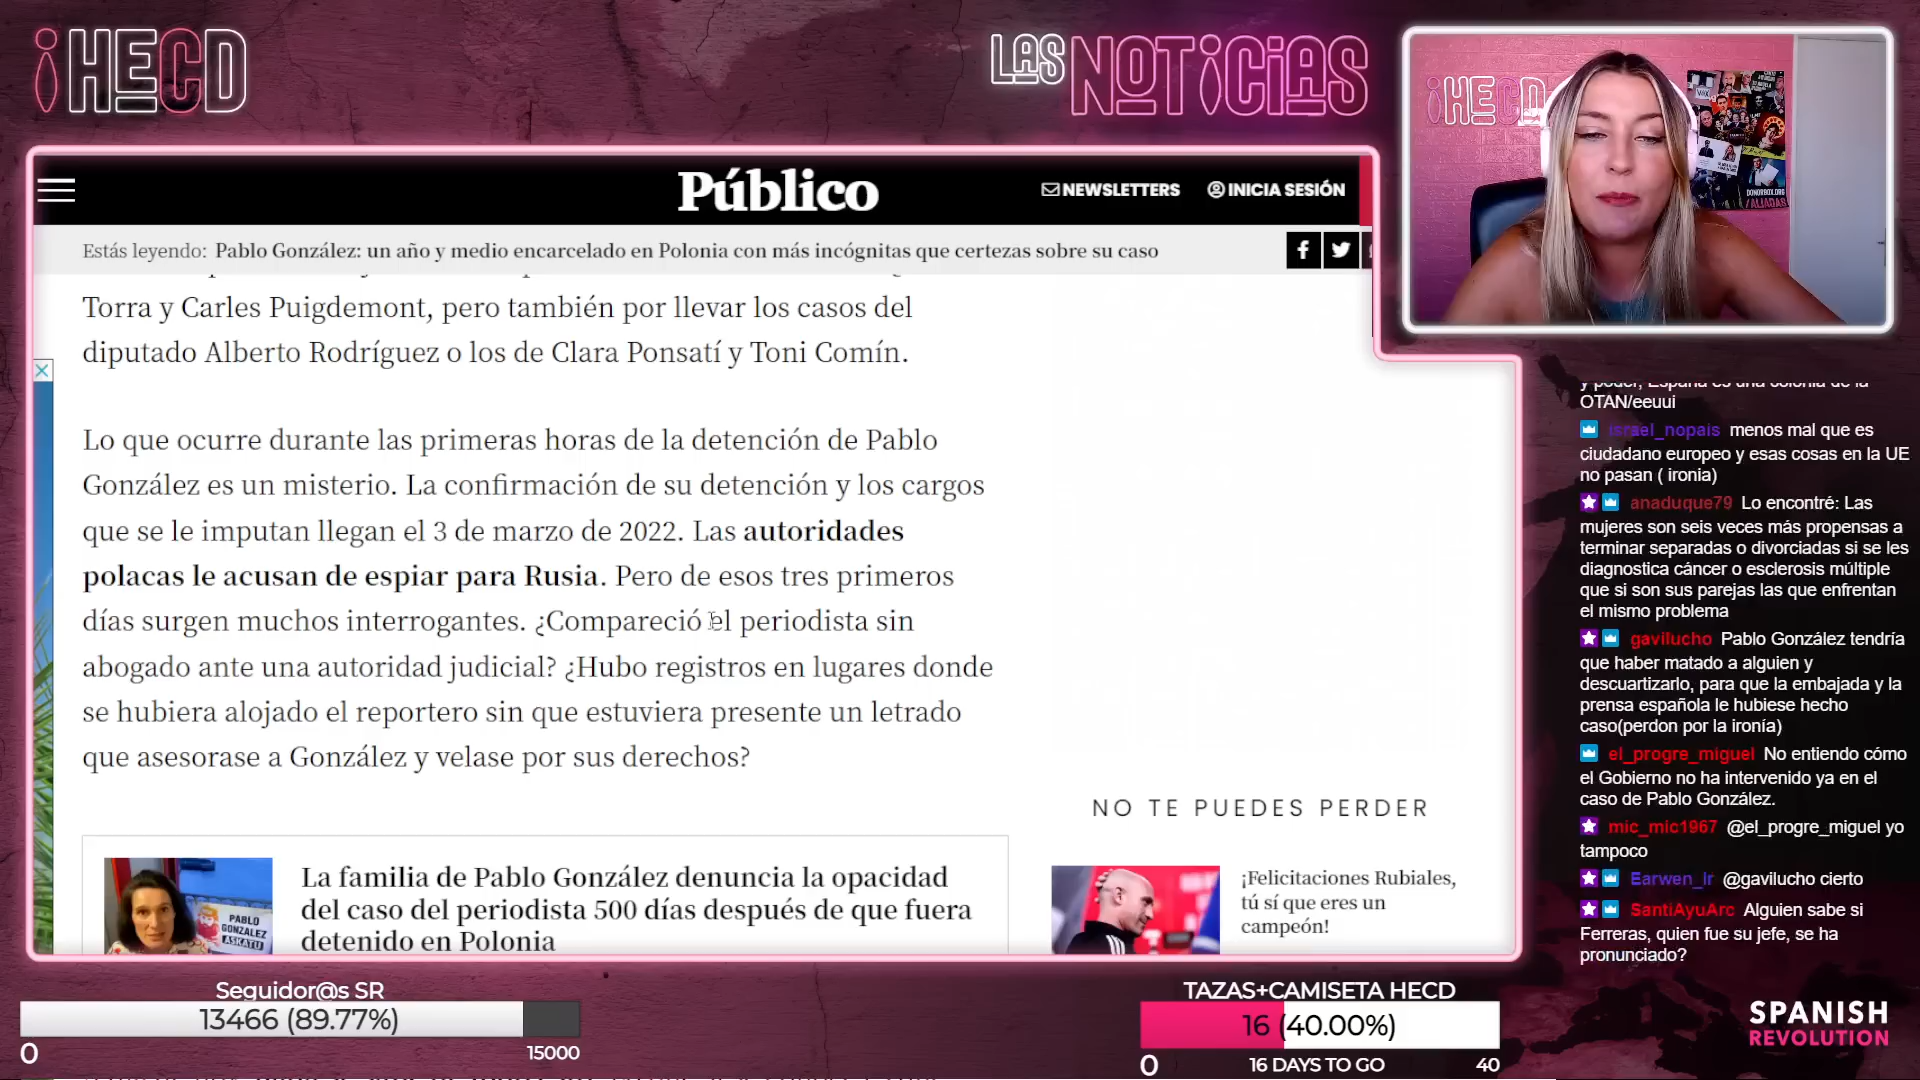 ¡HECD
LAS NOTICIAS
Público
NEWSLETTERS
INICIA SESIÓN
Estás leyendo: Pablo González: un año y medio encarcelado en Polonia con más incógnitas que certezas sobre su caso
Torra y Carles Puigdemont, pero también por llevar los casos del
diputado Alberto Rodríguez o los de Clara Ponsatí y Toni Comín.
Lo que ocurre durante las primeras horas de la detención de Pablo
González es un misterio. La confirmación de su detención y los cargos
que se le imputan llegan el 3 de marzo de 2022. Las autoridades
polacas le acusan de espiar para Rusia. Pero de esos tres primeros
días surgen muchos interrogantes. ¿Compareció el periodista sin
abogado ante una autoridad judicial? ¿Hubo registros en lugares donde
se hubiera alojado el reportero sin que estuviera presente un letrado
que asesorase a González y velase por sus derechos?
PABLO
GONZALEZ
ASKATU
La familia de Pablo González denuncia la opacidad
del caso del periodista 500 días después de que fuera
detenido en Polonia
NO TE PUEDES PERDER
¡Felicitaciones Rubiales,
tú sí que eres un
campeón!
¡HECD
DONORBOX.ORG
/ALIADAS
y poder, España es una colonia de la
OTAN/eeuui
israel_nopais menos mal que es
ciudadano europeo y esas cosas en la UE
no pasan ( ironia)
anaduque79 Lo encontré: Las
mujeres son seis veces más propensas a
terminar separadas o divorciadas si se les
diagnostica cáncer o esclerosis múltiple
que si son sus parejas las que enfrentan
el mismo problema
gavilucho Pablo González tendría
que haber matado a alguien y
descuartizarlo, para que la embajada y la
prensa española le hubiese hecho
caso(perdon por la ironía)
el_progre_miguel No entiendo cómo
el Gobierno no ha intervenido ya en el
caso de Pablo González.
mic_mic1967 @el_progre_miguel yo
tampoco
Earwen_Ir @gavilucho cierto
SantiAyuArc Alguien sabe si
Ferreras, quien fue su jefe, se ha
pronunciado?
Seguidor@s SR
13466 (89.77%)
0
15000
TAZAS+CAMISETA HECD
16 (40.00%)
0
16 DAYS TO GO
40
SPANISH
REVOLUTION